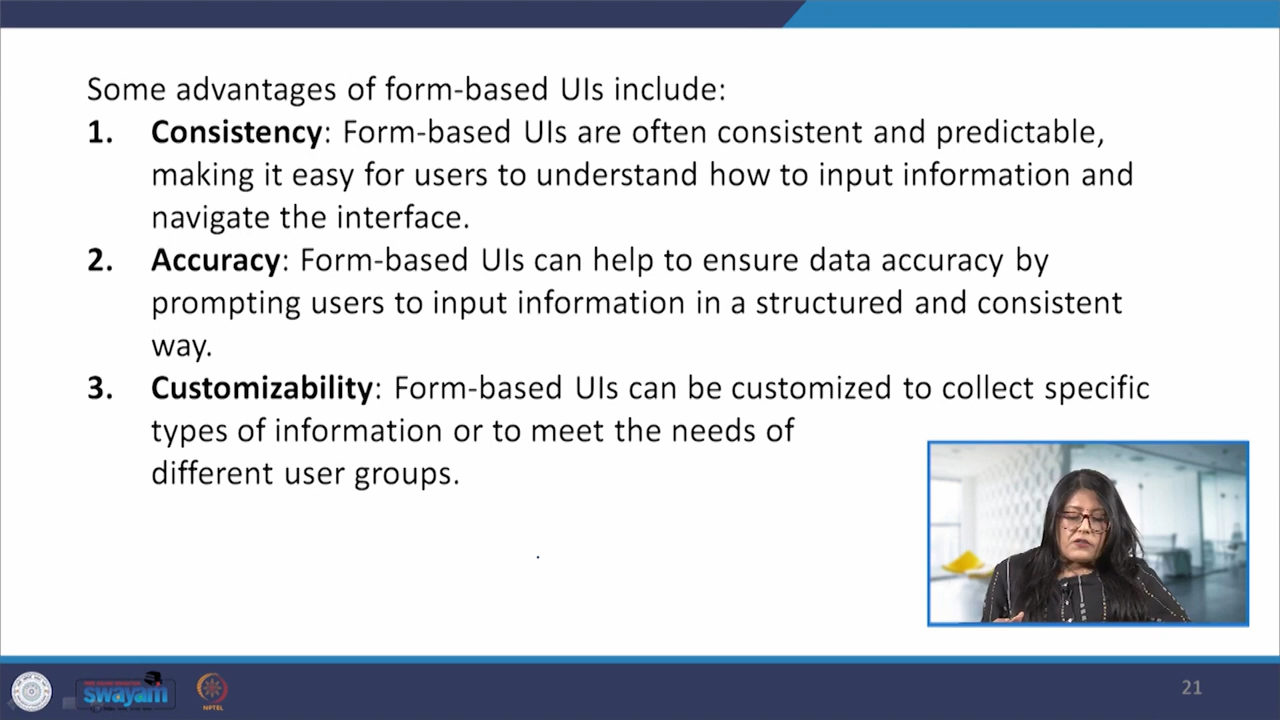 Some advantages of form-based UIs include:
1. Consistency: Form-based UIs are often consistent and predictable,
making it easy for users to understand how to input information and
navigate the interface.
2. Accuracy: Form-based UIs can help to ensure data accuracy by
prompting users to input information in a structured and consistent
way.
3. Customizability: Form-based UIs can be customized to collect specific
types of information or to meet the needs of
different user groups.
swayam
NPTEL
21